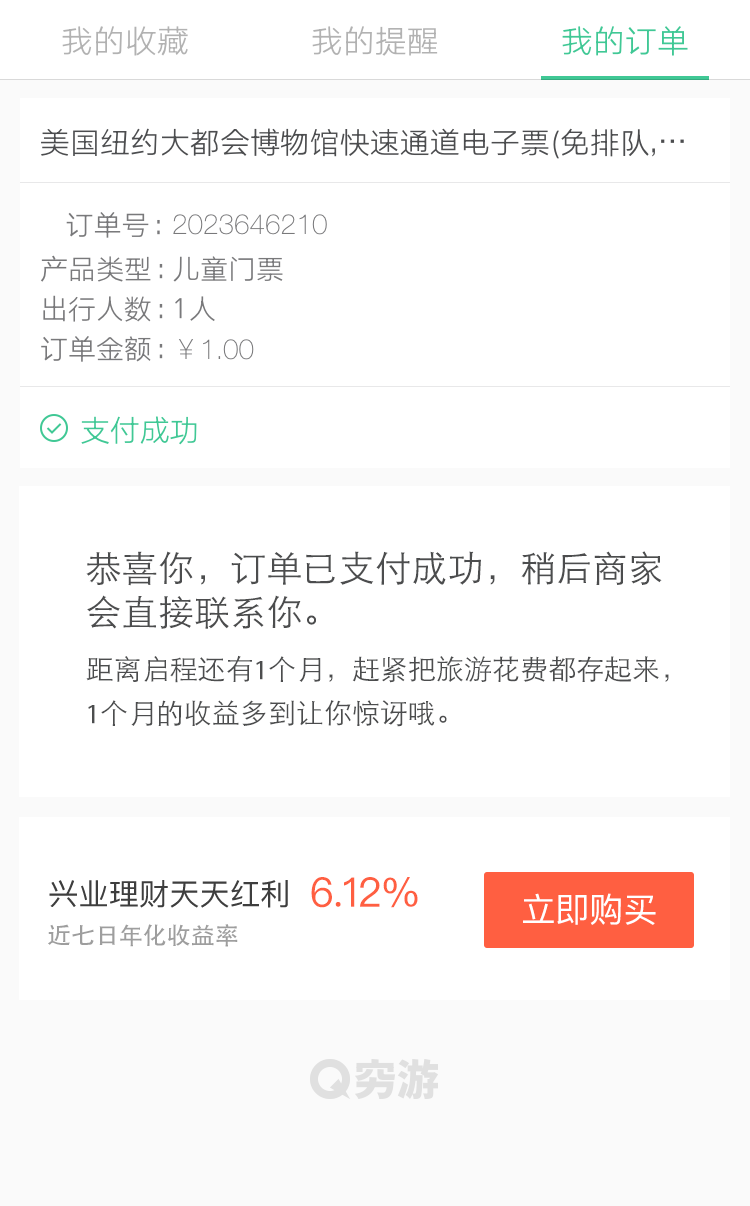 我的收藏
我的提醒
我的订单
美国纽约大都会博物馆快速通道电子票(免排队,…
订单号: 2023646210
产品类型: 儿童门票
出行人数: 1人
订单金额: ￥1.00
支付成功
恭喜你，订单已支付成功，稍后商家
会直接联系你。
距离启程还有1个月，赶紧把旅游花费都存起来，
1个月的收益多到让你惊讶哦。
兴业理财天天红利 6.12%
近七日年化收益率
立即购买
Q穷游